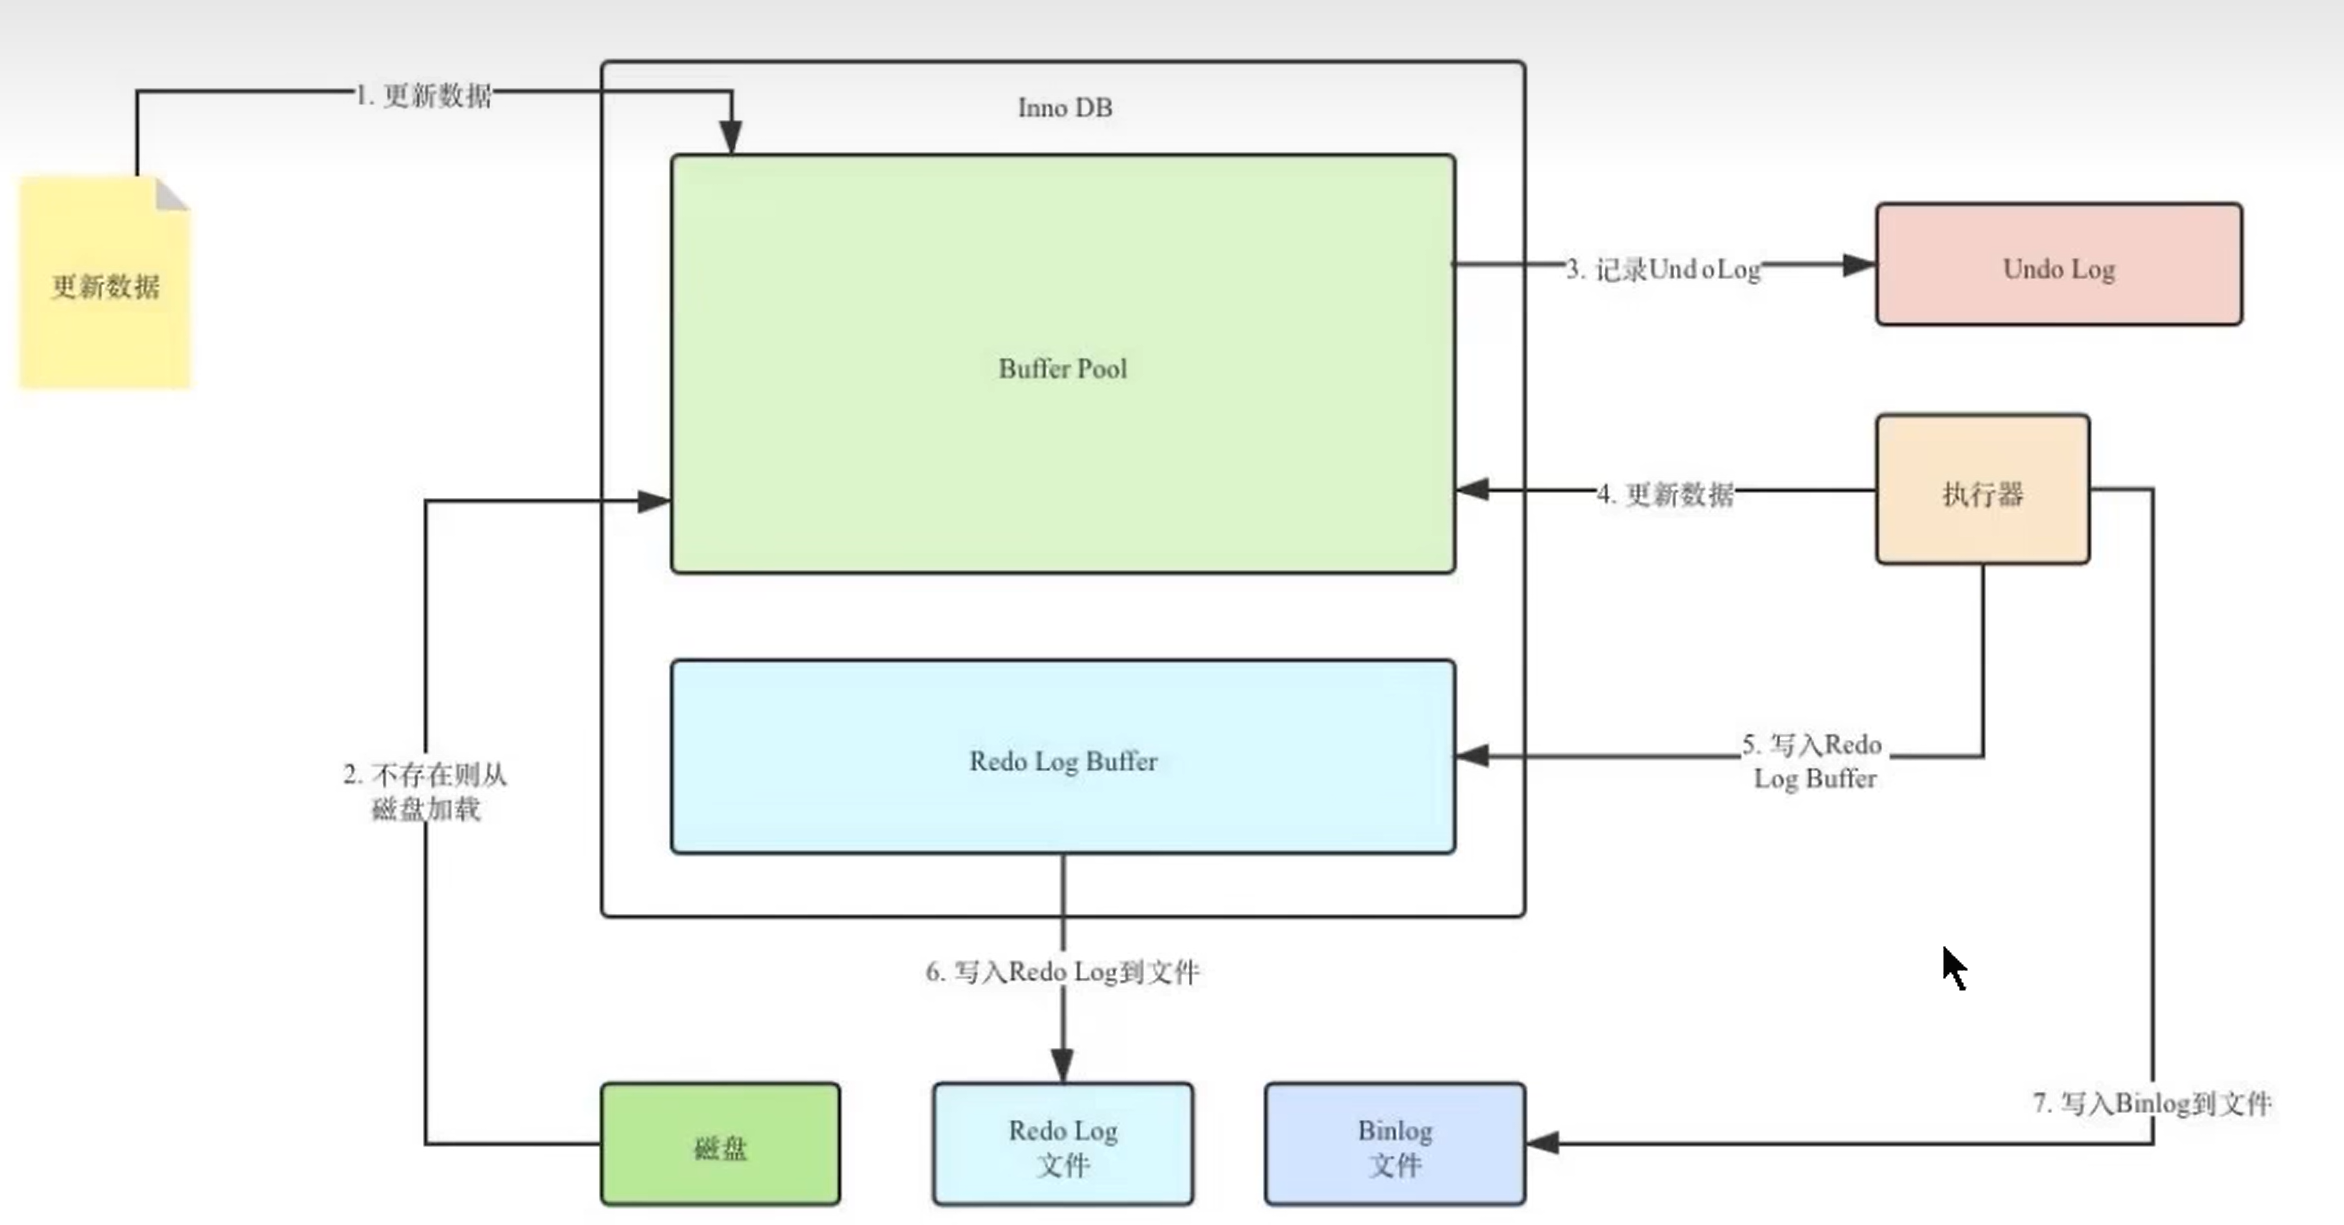 1. 更新数据
Inno DB
更新数据
Buffer Pool
3. 记录UndoLog
Undo Log
4. 更新数据
执行器
2. 不存在则从
磁盘加载
Redo Log Buffer
5. 写入Redo
Log Buffer
6. 写入Redo Log到文件
7. 写入Binlog到文件
磁盘
Redo Log
文件
Binlog
文件